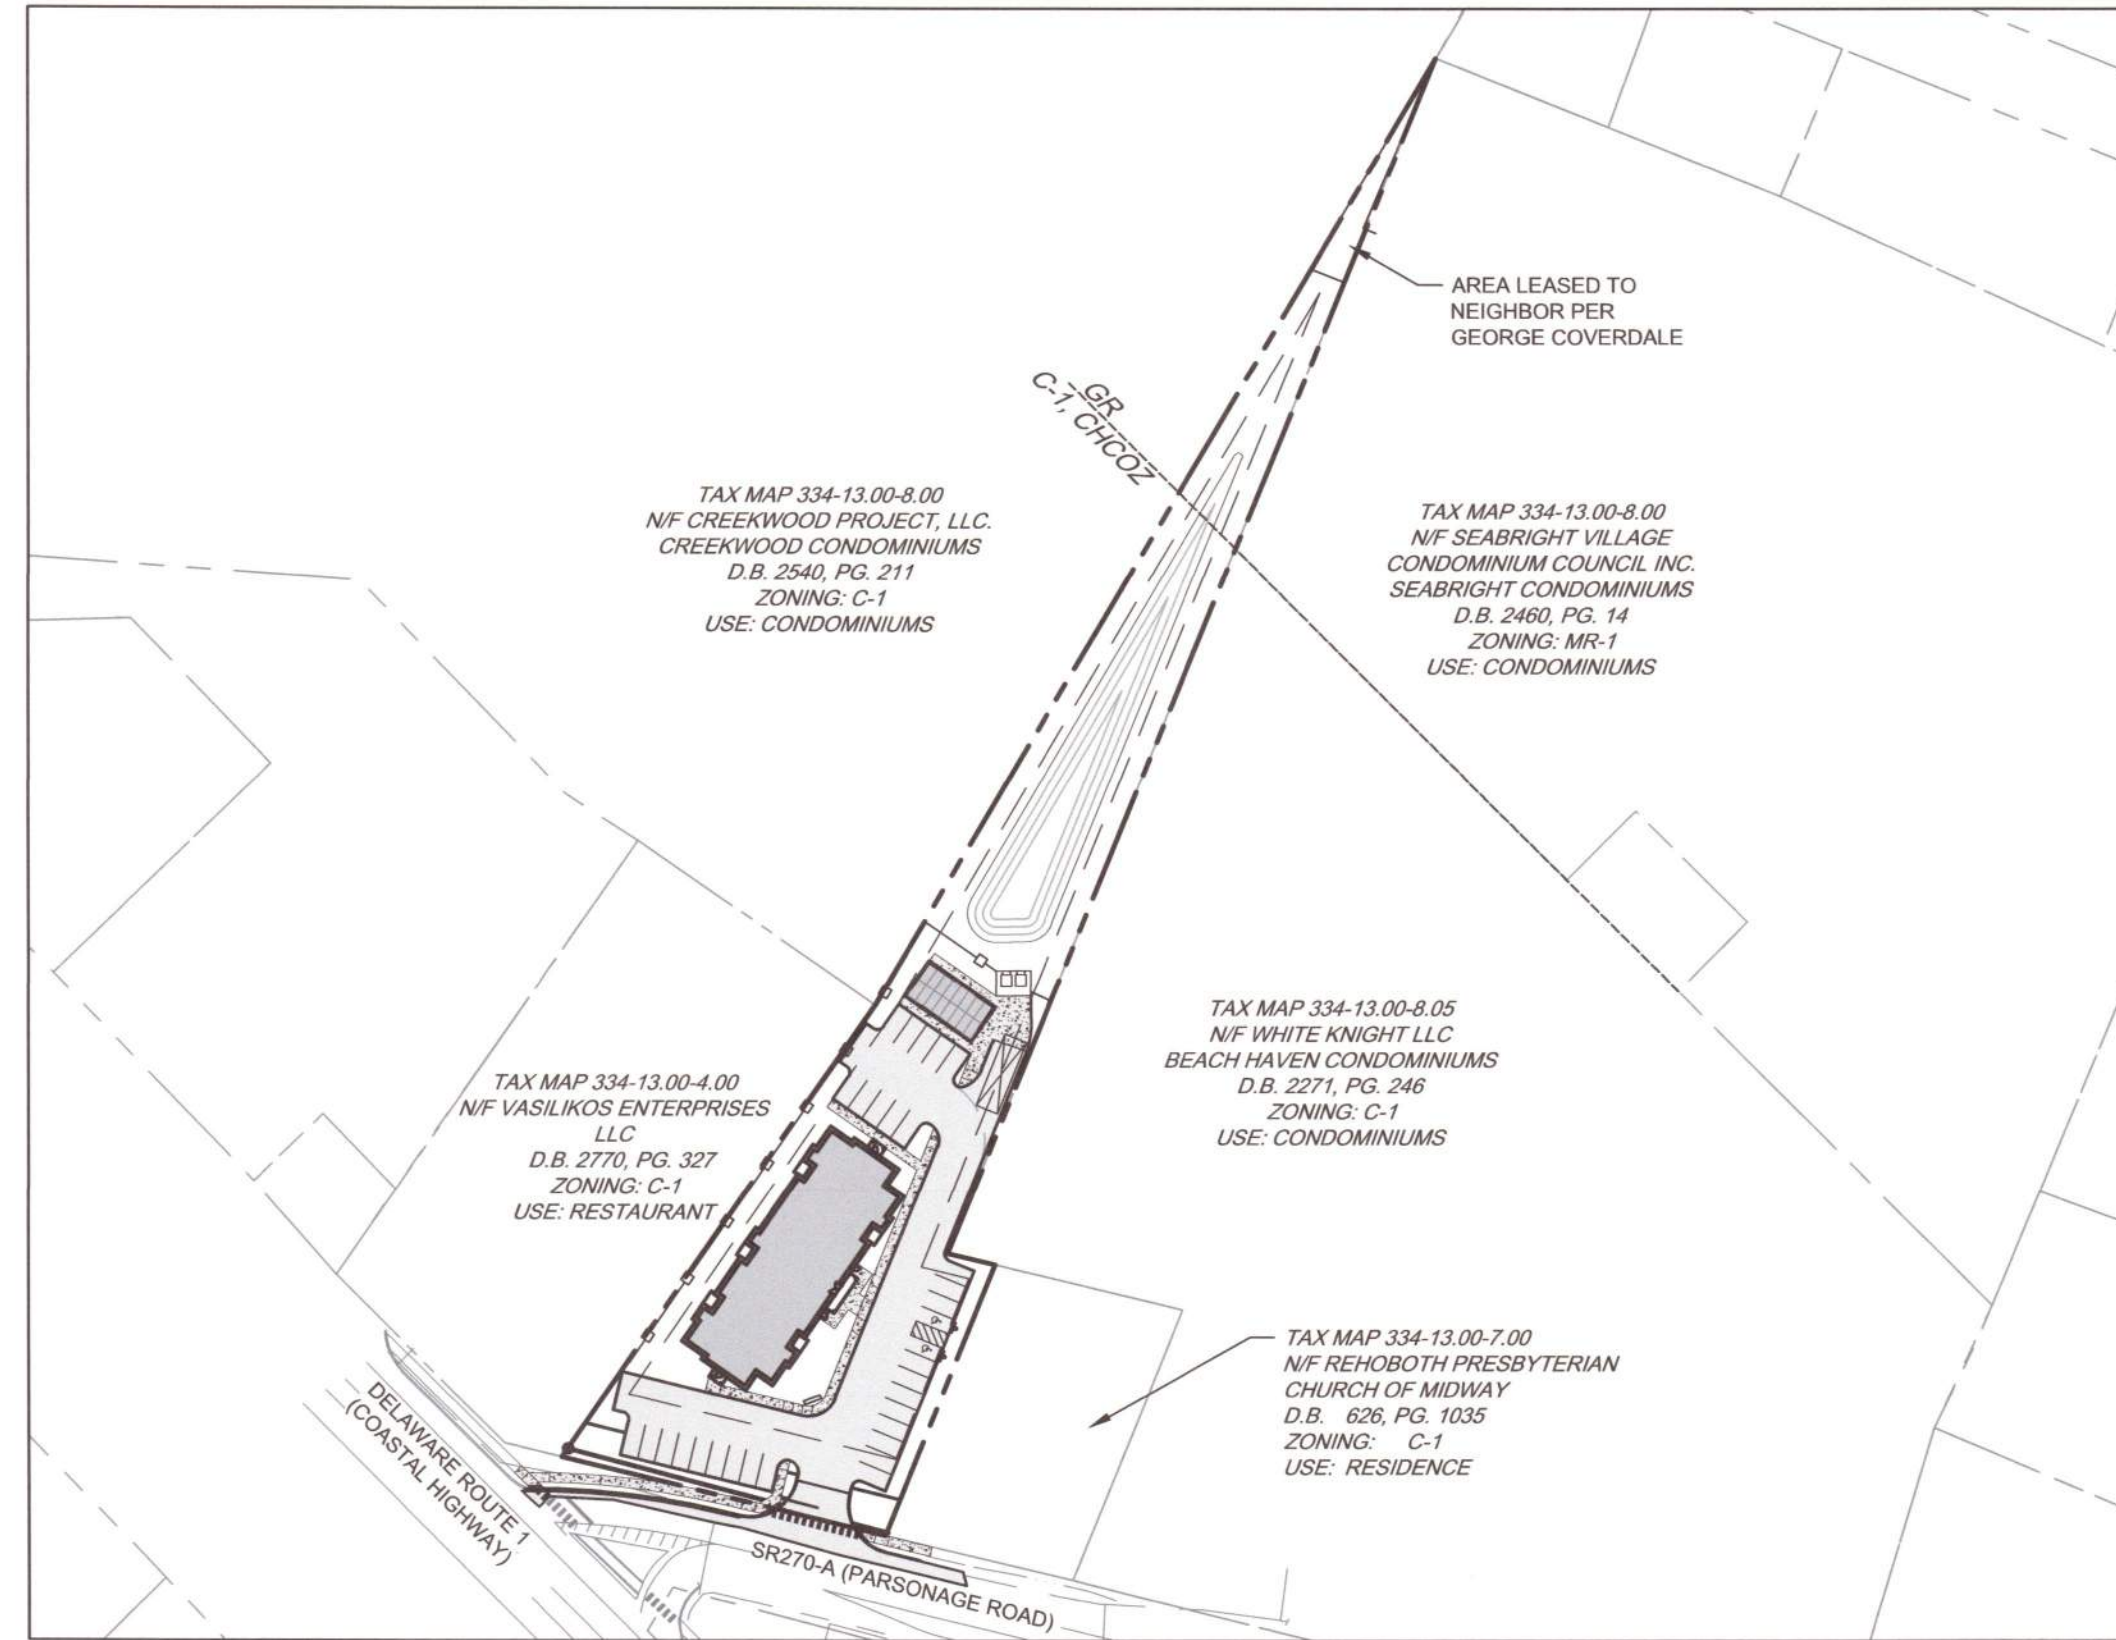 AREA LEASED TO
NEIGHBOR PER
GEORGE COVERDALE
GR
C-1, CHCOZ
TAX MAP 334-13.00-8.00
N/F CREEKWOOD PROJECT, LLC.
CREEKWOOD CONDOMINIUMS
D.B. 2540, PG. 211
ZONING: C-1
USE: CONDOMINIUMS
TAX MAP 334-13.00-8.00
N/F SEABRIGHT VILLAGE
CONDOMINIUM COUNCIL INC.
SEABRIGHT CONDOMINIUMS
D.B. 2460, PG. 14
ZONING: MR-1
USE: CONDOMINIUMS
TAX MAP 334-13.00-8.05
N/F WHITE KNIGHT LLC
BEACH HAVEN CONDOMINIUMS
D.B. 2271, PG. 246
ZONING: C-1
USE: CONDOMINIUMS
TAX MAP 334-13.00-4.00
N/F VASILIKOS ENTERPRISES
LLC
D.B. 2770, PG. 327
ZONING: C-1
USE: RESTAURANT
TAX MAP 334-13.00-7.00
N/F REHOBOTH PRESBYTERIAN
CHURCH OF MIDWAY
D.B. 626, PG. 1035
ZONING: C-1
USE: RESIDENCE
DELAWARE ROUTE 1
(COASTAL HIGHWAY)
SR270-A (PARSONAGE ROAD)